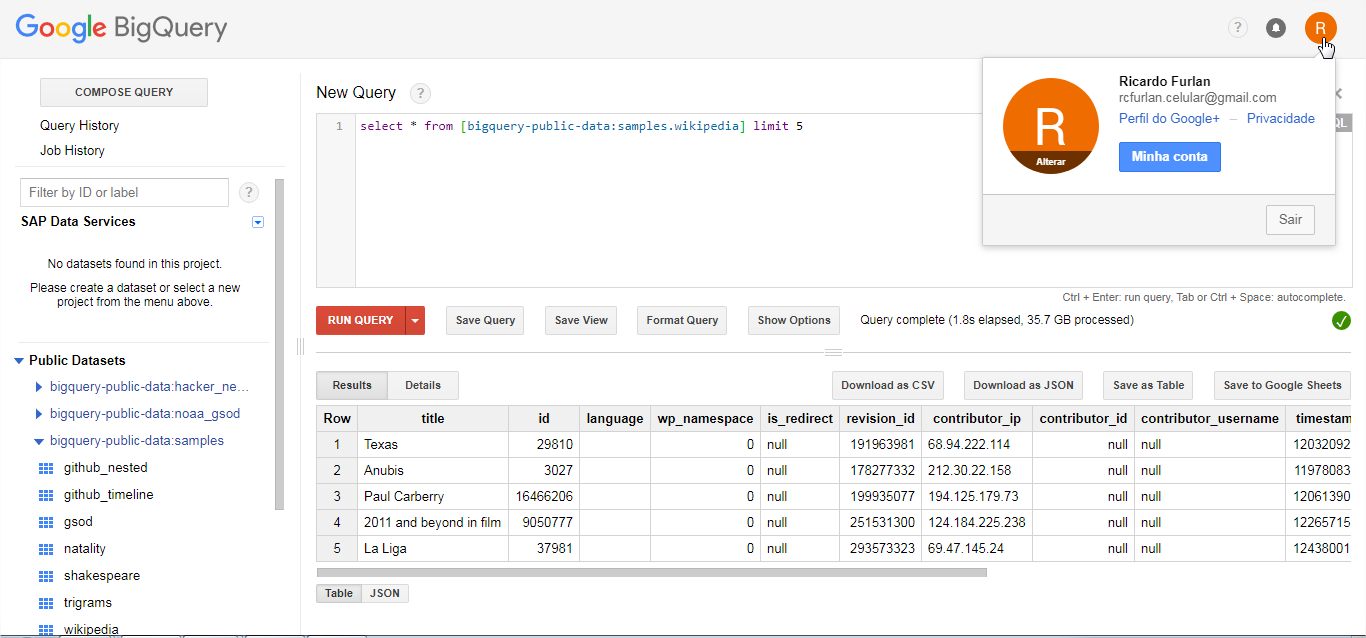 Google BigQuery
?
R
COMPOSE QUERY
Query History
Job History
Filter by ID or label
?
SAP Data Services
No datasets found in this project.
Please create a dataset or select a new
project from the menu above.
Public Datasets
bigquery-public-data:hacker_ne…
bigquery-public-data:noaa_gsod
bigquery-public-data:samples
github_nested
github_timeline
gsod
natality
shakespeare
trigrams
wikipedia
New Query ?
1 select * from [bigquery-public-data:samples.wikipedia] limit 5
R
Alterar
Ricardo Furlan
rcfurlan.celular@gmail.com
Perfil do Google+ – Privacidade
Minha conta
Sair
QL
Ctrl + Enter: run query, Tab or Ctrl + Space: autocomplete.
RUN QUERY Save Query Save View Format Query Show Options Query complete (1.8s elapsed, 35.7 GB processed)
Results Details Download as CSV Download as JSON Save as Table Save to Google Sheets
Row title id language wp_namespace is_redirect revision_id contributor_ip contributor_id contributor_username timestam
1 Texas 29810 0 null 191963981 68.94.222.114 null null 12032092
2 Anubis 3027 0 null 178277332 212.30.22.158 null null 11978083
3 Paul Carberry 16466206 0 null 199935077 194.125.179.73 null null 12061390
4 2011 and beyond in film 9050777 0 null 251531300 124.184.225.238 null null 12265715
5 La Liga 37981 0 null 293573323 69.47.145.24 null null 12438001
Table JSON